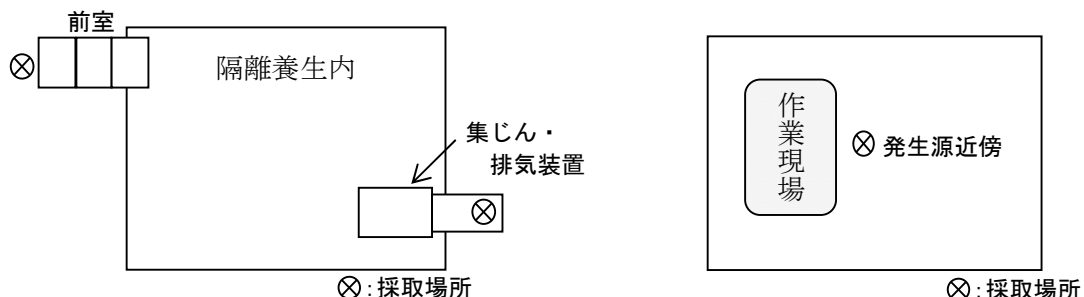 前室
隔離養生内
集じん・
排気装置
⊗:採取場所
作業現場
⊗ 発生源近傍
⊗:採取場所